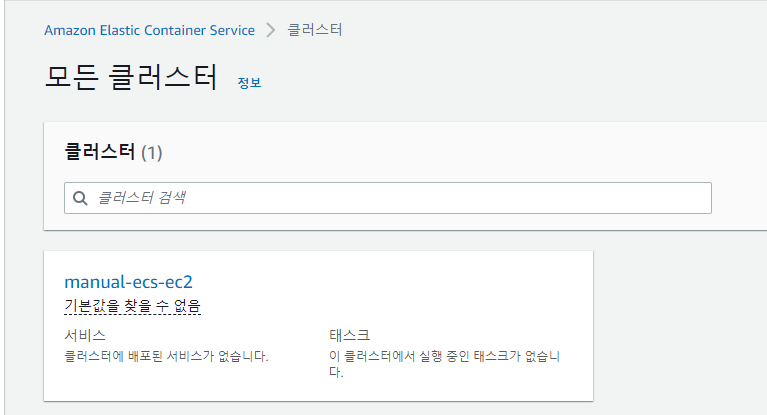 Amazon Elastic Container Service > 클러스터
모든 클러스터 정보
클러스터 (1)
클러스터 검색
manual-ecs-ec2
기본값을 찾을 수 없음
서비스
클러스터에 배포된 서비스가 없습니다.
태스크
이 클러스터에서 실행 중인 태스크가 없습니
다.